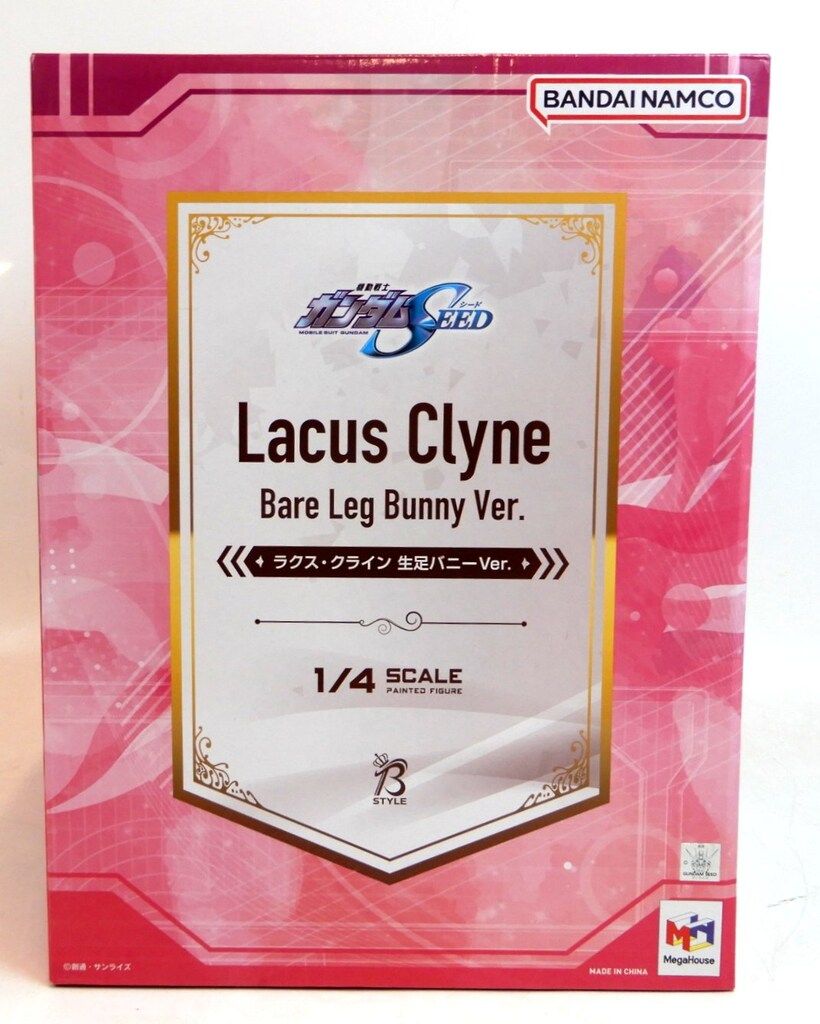 BANDAI NAMCO
機動戦士
ガンダムSEED
シード
MOBILE SUIT GUNDAM
Lacus Clyne
Bare Leg Bunny Ver.
ラクス・クライン 生足バニーVer.
1/4 SCALE
PAINTED FIGURE
B
STYLE
GUNDAM SEED
MH
MegaHouse
©創通・サンライズ
MADE IN CHINA